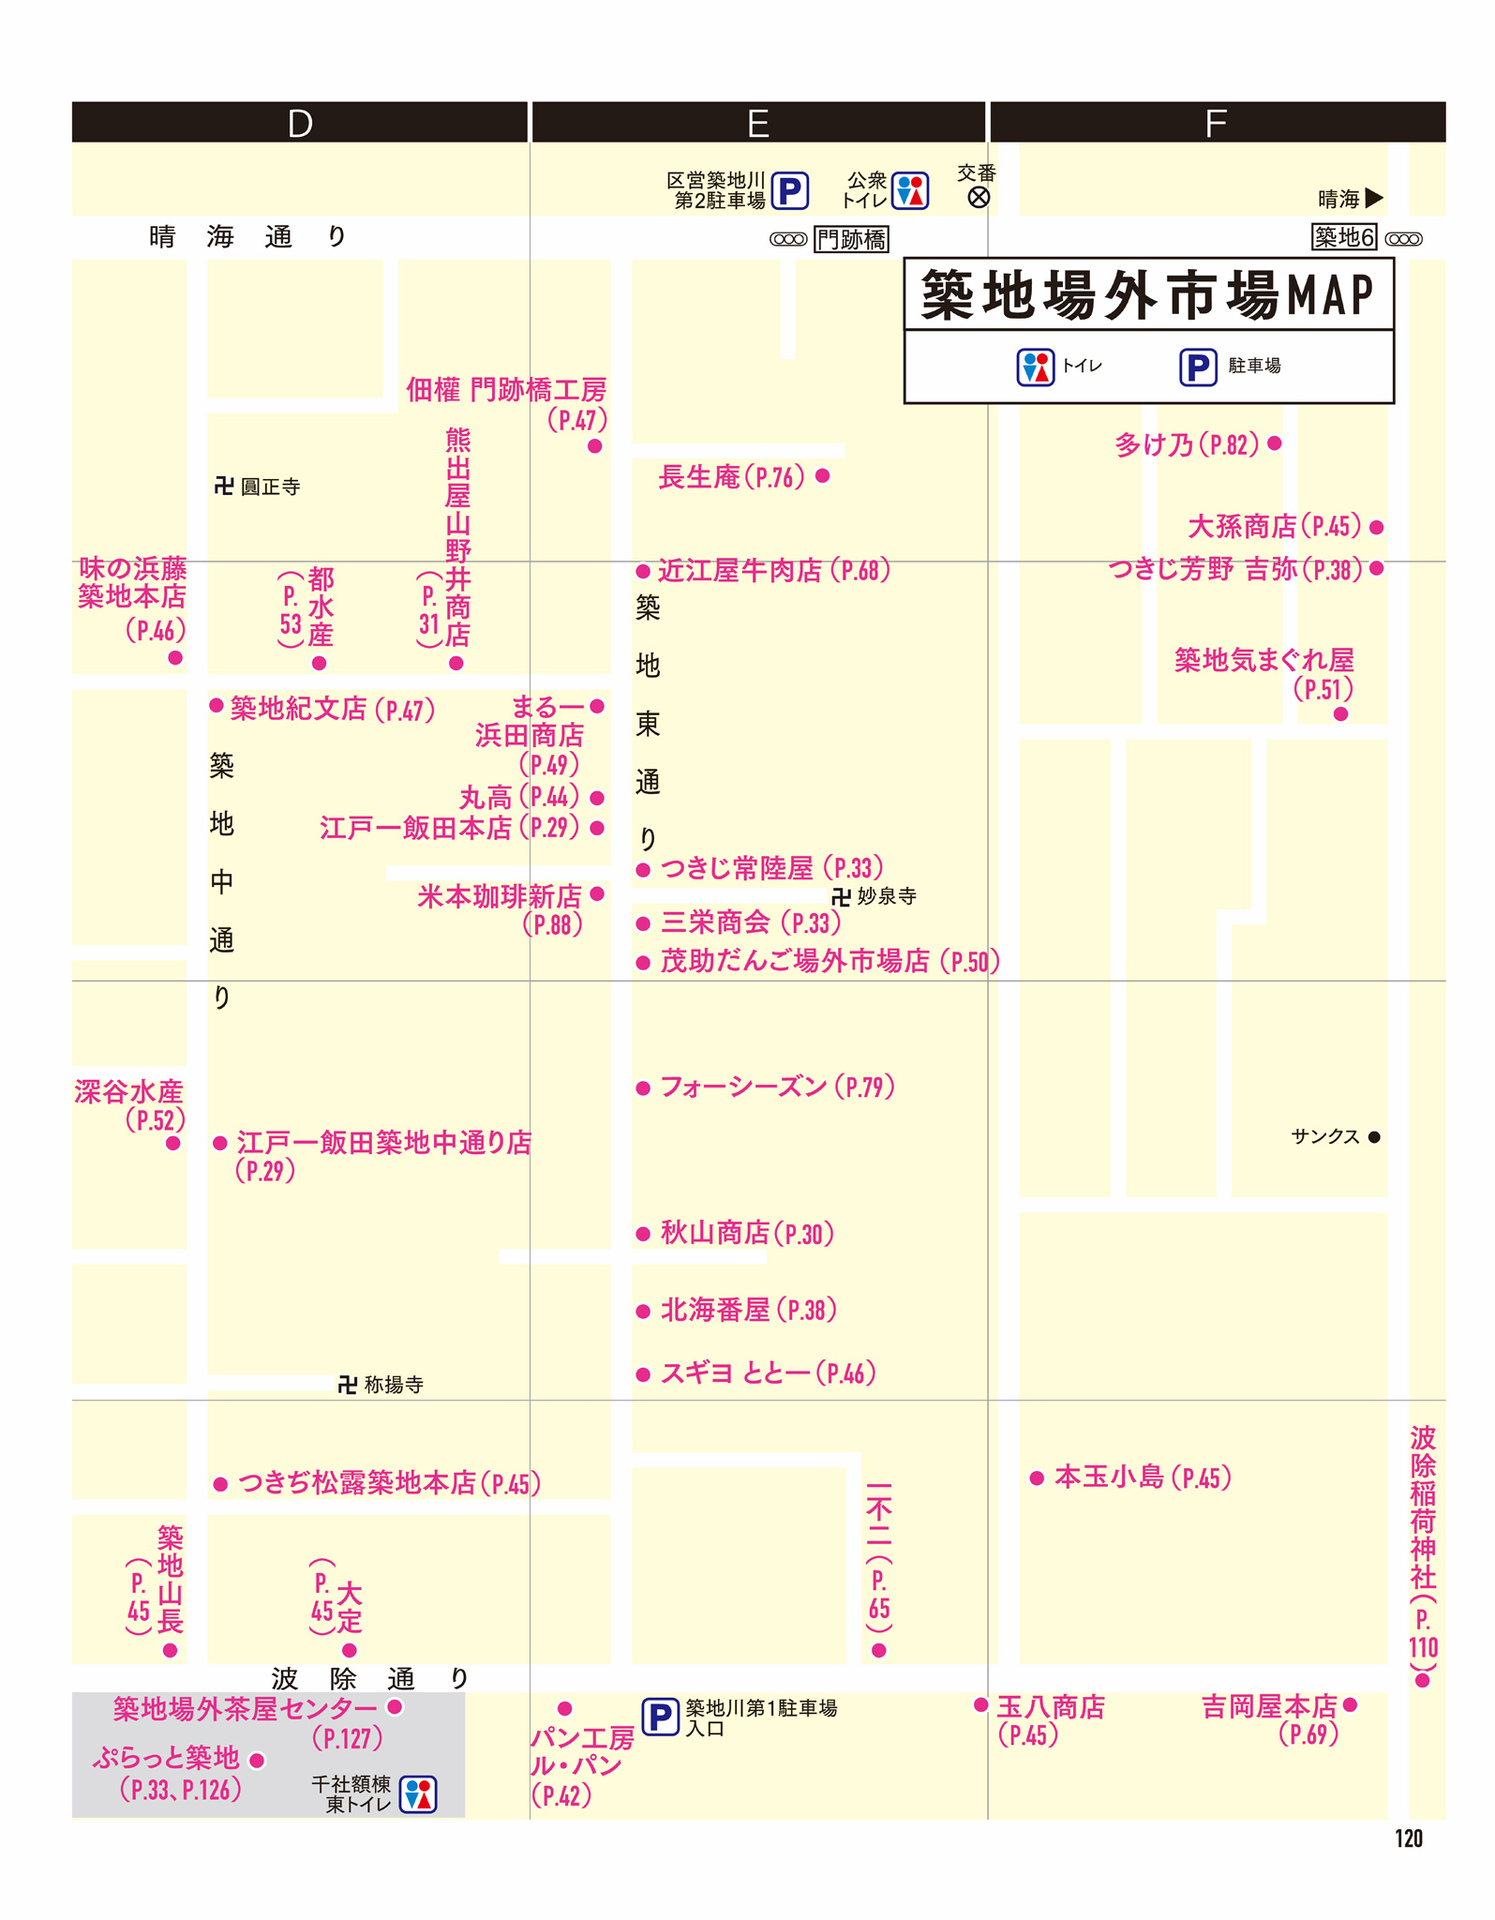 D
E
F
区営築地川
第2駐車場
P
公衆
トイレ
交番
晴海
晴海通り
門跡橋
築地6
築地場外市場MAP
トイレ
P
駐車場
佃權 門跡橋工房
(P.47)
熊出屋山野井商店
(P.31)
長生庵(P.76)
多け乃(P.82)
圓正寺
大孫商店(P.45)
味の浜藤
築地本店
(P.46)
都水産
(P.53)
近江屋牛肉店(P.68)
つきじ芳野 吉弥(P.38)
築地東通り
築地気まぐれ屋
(P.51)
築地紀文店(P.47)
まる一
浜田商店
(P.49)
築地中通り
丸高(P.44)
江戸一飯田本店(P.29)
つきじ常陸屋(P.33)
米本珈琲新店
(P.88)
妙泉寺
三栄商会(P.33)
茂助だんご場外市場店(P.50)
深谷水産
(P.52)
フォーシーズン(P.79)
江戸一飯田築地中通り店
(P.29)
サンクス
秋山商店(P.30)
北海番屋(P.38)
スギヨ とと一(P.46)
称揚寺
つきぢ松露築地本店(P.45)
本玉小島(P.45)
波除稲荷神社(P.110)
築地山長
(P.45)
大定
(P.45)
一不二(P.65)
波除通り
築地場外茶屋センター
(P.127)
ぷらっと築地
(P.33、P.126)
千社額棟
東トイレ
パン工房
ル・パン
(P.42)
P
築地川第1駐車場
入口
玉八商店
(P.45)
吉岡屋本店
(P.69)
120